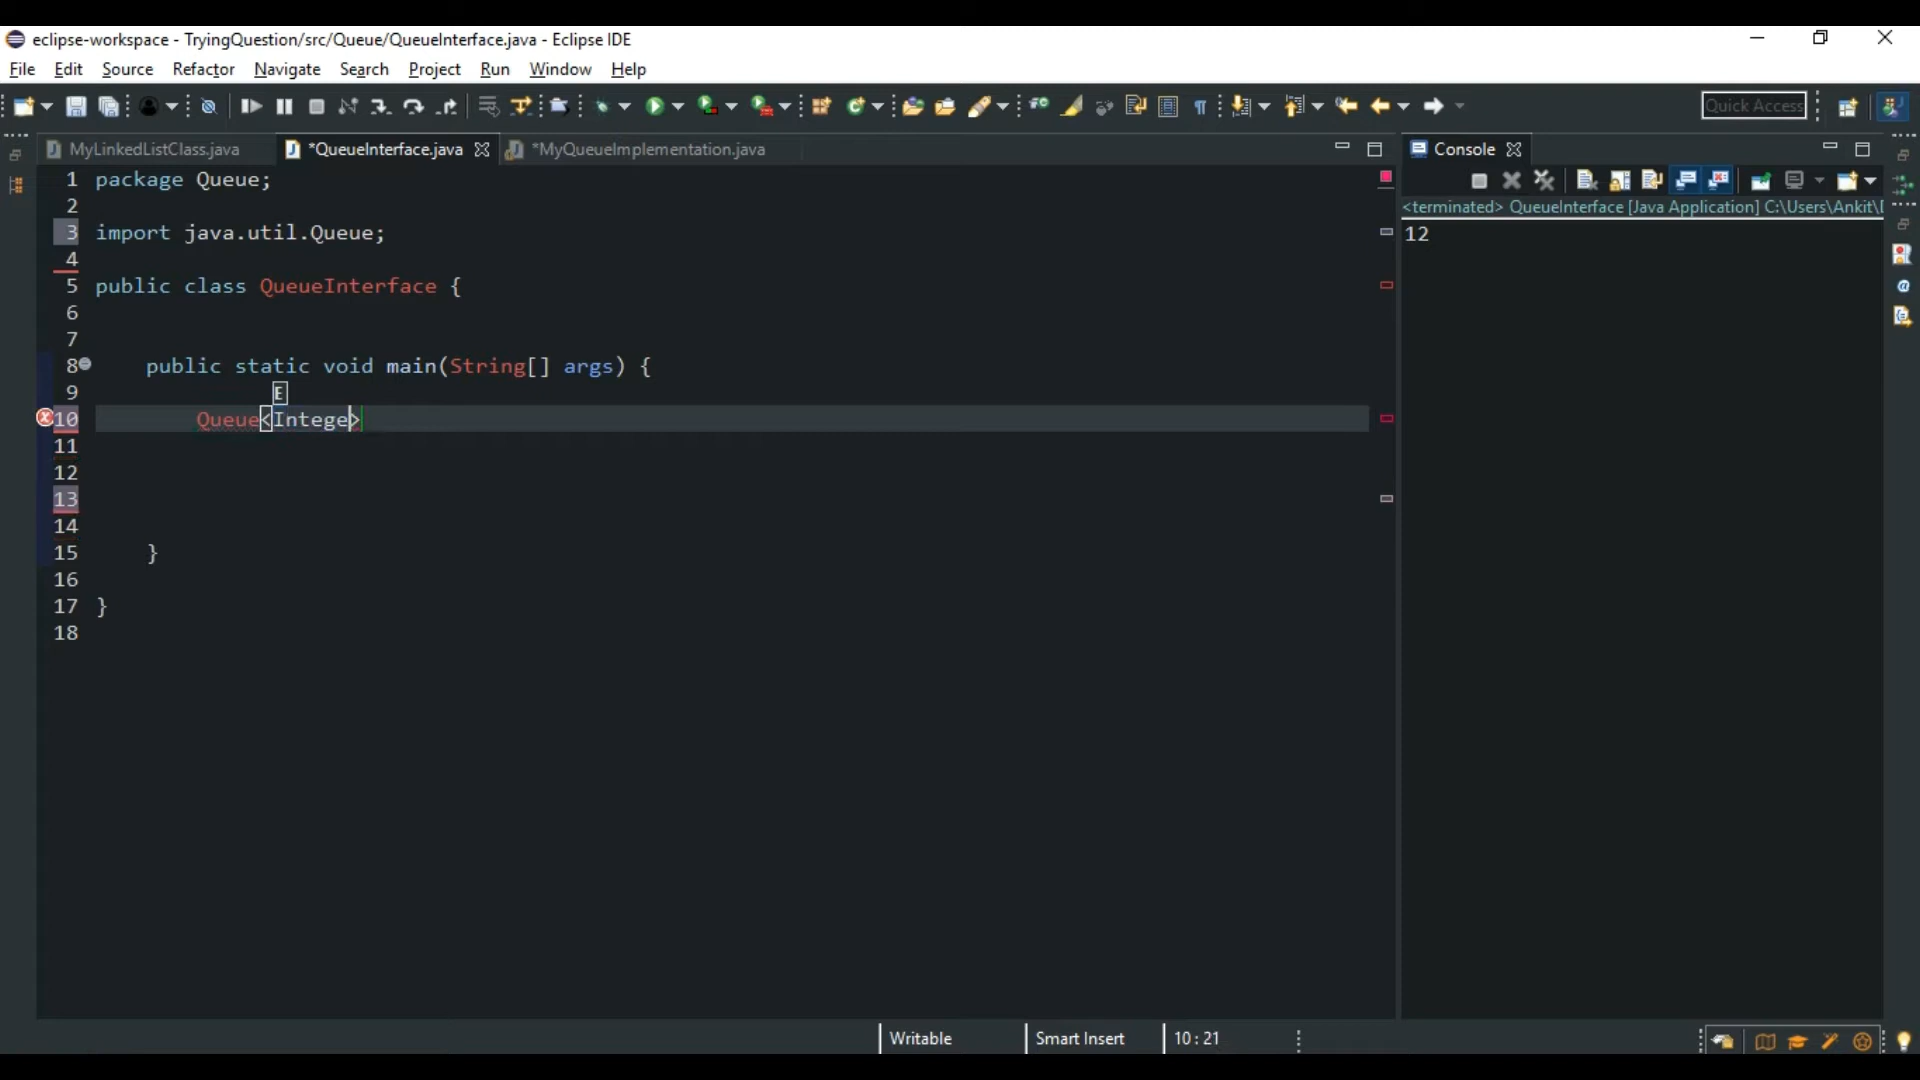 eclipse-workspace - TryingQuestion/src/Queue/QueueInterface.java - Eclipse IDE
File Edit Source Refactor Navigate Search Project Run Window Help
Quick Access
MyLinkedListClass.java *QueueInterface.java *MyQueueImplementation.java
Console
<terminated> QueueInterface [Java Application] C:\Users\Ankit\
12
1 package Queue;
2
3 import java.util.Queue;
4
5 public class QueueInterface {
6
7
8 public static void main(String[] args) {
9 E
10 Queue<Intege>
11
12
13
14
15 }
16
17 }
18
Writable Smart Insert 10 : 21